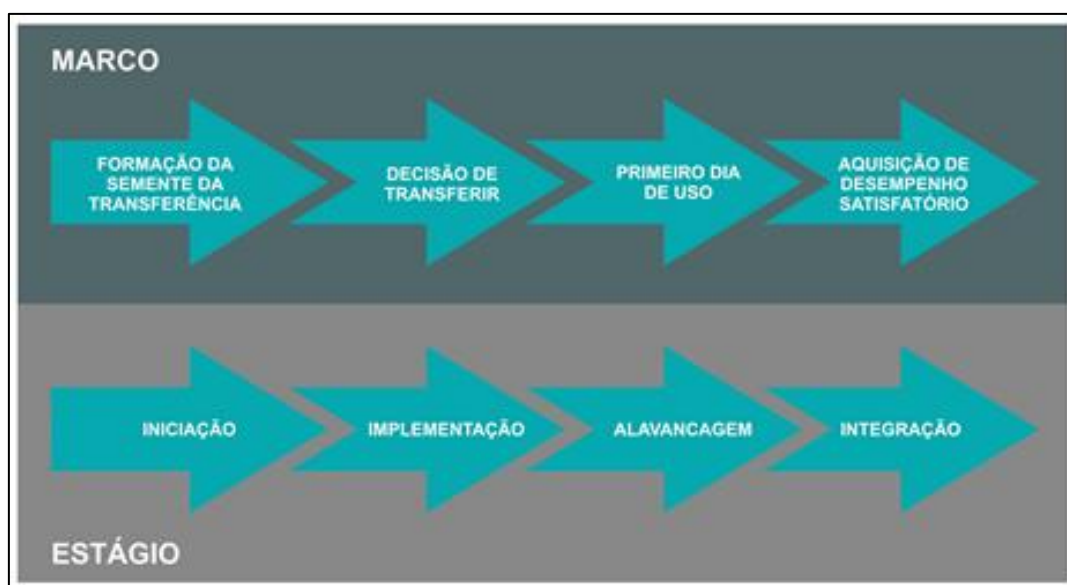 MARCO
FORMAÇÃO DA
SEMENTE DA
TRANSFERÊNCIA
DECISÃO DE
TRANSFERIR
PRIMEIRO DIA
DE USO
AQUISIÇÃO DE
DESEMPENHO
SATISFATÓRIO
INICIAÇÃO
IMPLEMENTAÇÃO
ALAVANCAGEM
INTEGRAÇÃO
ESTÁGIO